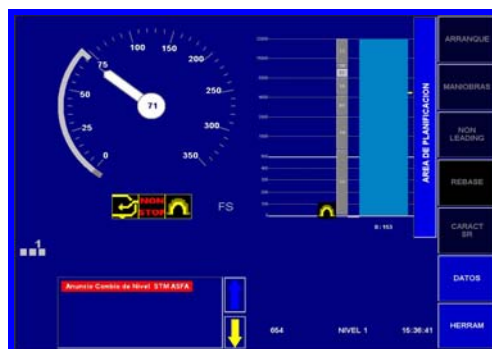 100
150
75
200
50
71
250
25
300
0
350
NON
STOP
FS
1
Anuncio Cambio de Nivel STM ASFA
AREA DE PLANIFICACION
ARRANQUE
MANIOBRAS
NON
LEADING
REBASE
CARACT
SR
DATOS
HERRAM
654
NIVEL 1
15:36:41